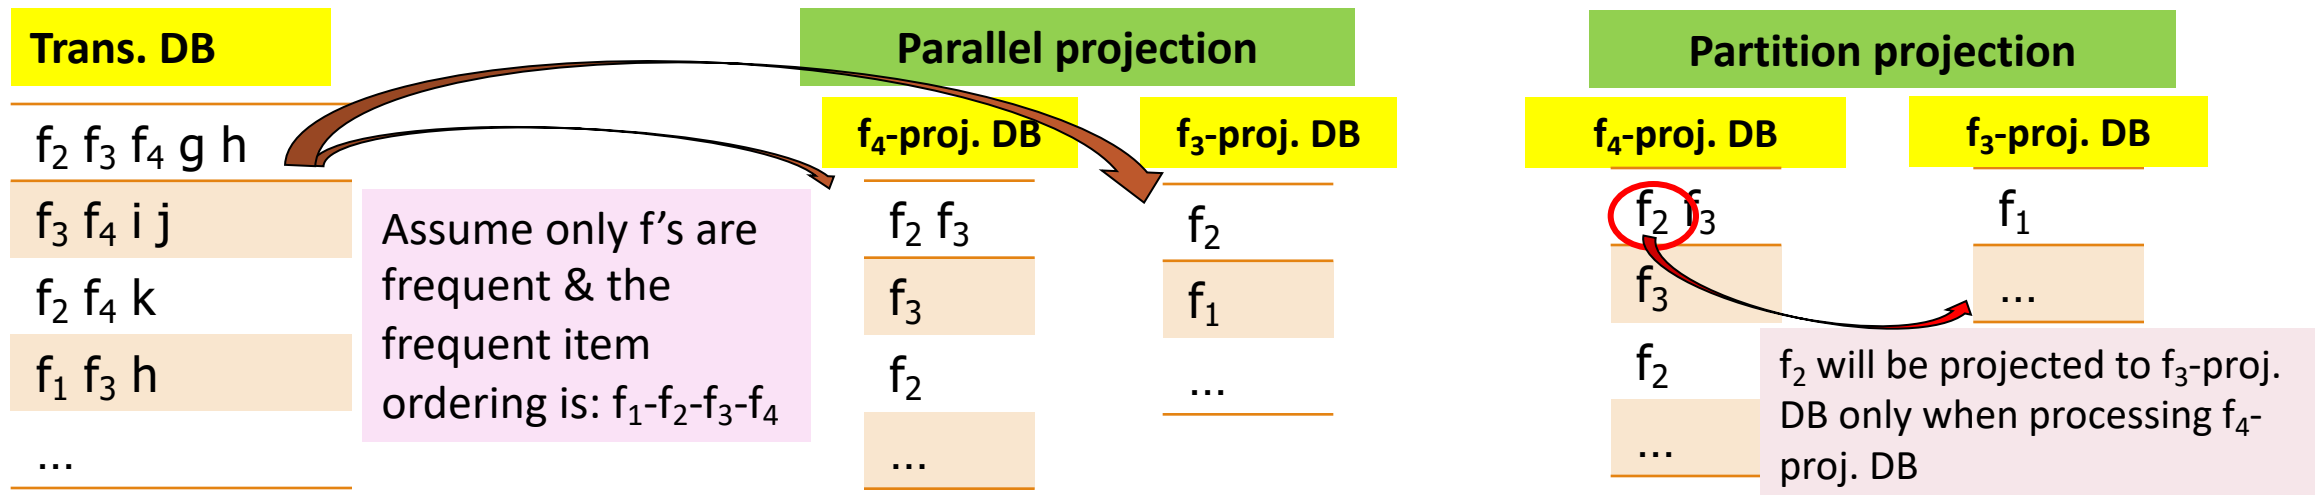 Trans. DB
f₂ f₃ f₄ g h
f₃ f₄ i j
f₂ f₄ k
f₁ f₃ h
...
Assume only f’s are
frequent & the
frequent item
ordering is: f₁-f₂-f₃-f₄
Parallel projection
f₄-proj. DB
f₂ f₃
f₃
f₂
...
f₃-proj. DB
f₂
f₁
...
Partition projection
f₄-proj. DB
f₂ f₃
f₃
f₂
...
f₃-proj. DB
f₁
...
f₂ will be projected to f₃-proj.
DB only when processing f₄-
proj. DB